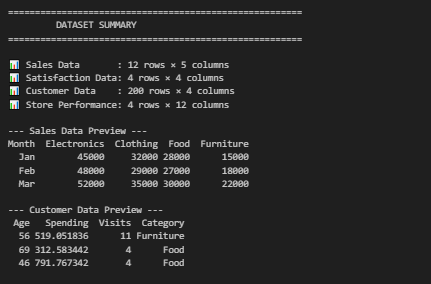 =======================================================
DATASET SUMMARY
=======================================================
📊 Sales Data      : 12 rows × 5 columns
📊 Satisfaction Data: 4 rows × 4 columns
📊 Customer Data   : 200 rows × 4 columns
📊 Store Performance: 4 rows × 12 columns
--- Sales Data Preview ---
Month  Electronics  Clothing  Food  Furniture
Jan        45000     32000 28000      15000
Feb        48000     29000 27000      18000
Mar        52000     35000 30000      22000
--- Customer Data Preview ---
Age   Spending  Visits  Category
56 519.051836      11 Furniture
69 312.583442       4      Food
46 791.767342       4      Food